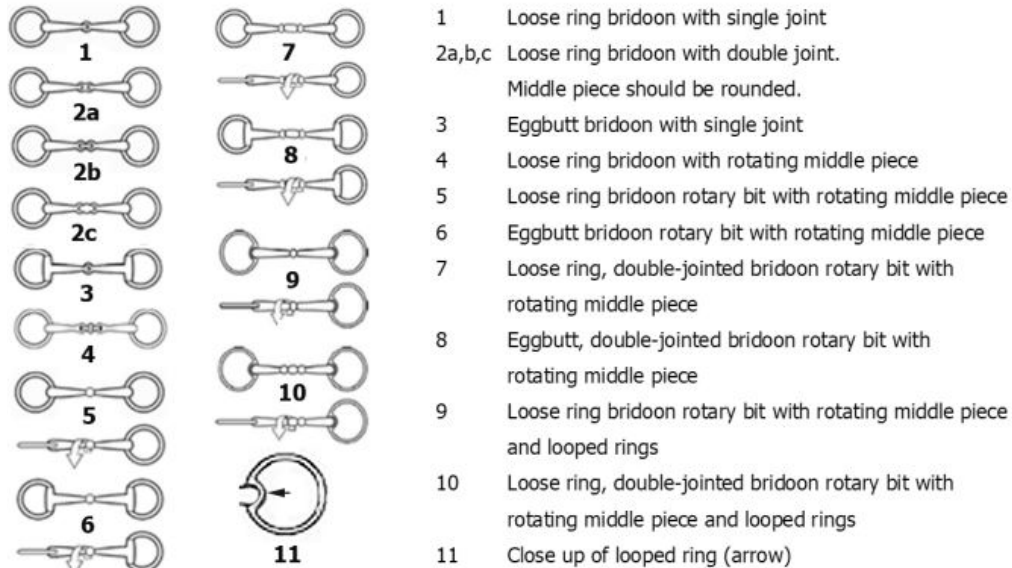 1
2a
2b
2c
3
4
5
6
7
8
9
10
11
1 Loose ring bridoon with single joint
2a,b,c Loose ring bridoon with double joint.
Middle piece should be rounded.
3 Eggbutt bridoon with single joint
4 Loose ring bridoon with rotating middle piece
5 Loose ring bridoon rotary bit with rotating middle piece
6 Eggbutt bridoon rotary bit with rotating middle piece
7 Loose ring, double-jointed bridoon rotary bit with
rotating middle piece
8 Eggbutt, double-jointed bridoon rotary bit with
rotating middle piece
9 Loose ring bridoon rotary bit with rotating middle piece
and looped rings
10 Loose ring, double-jointed bridoon rotary bit with
rotating middle piece and looped rings
11 Close up of looped ring (arrow)